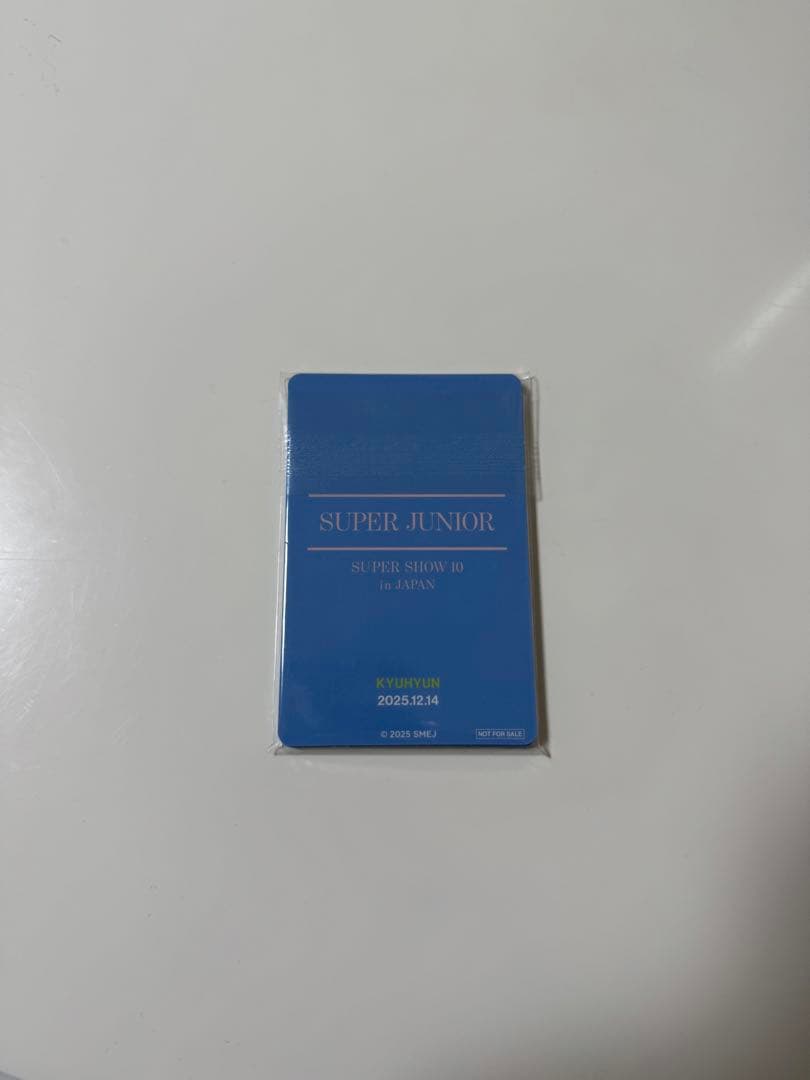 SUPER JUNIOR
SUPER SHOW 10
in JAPAN
KYUHYUN
2025.12.14
© 2025 SMEJ
NOT FOR SALE